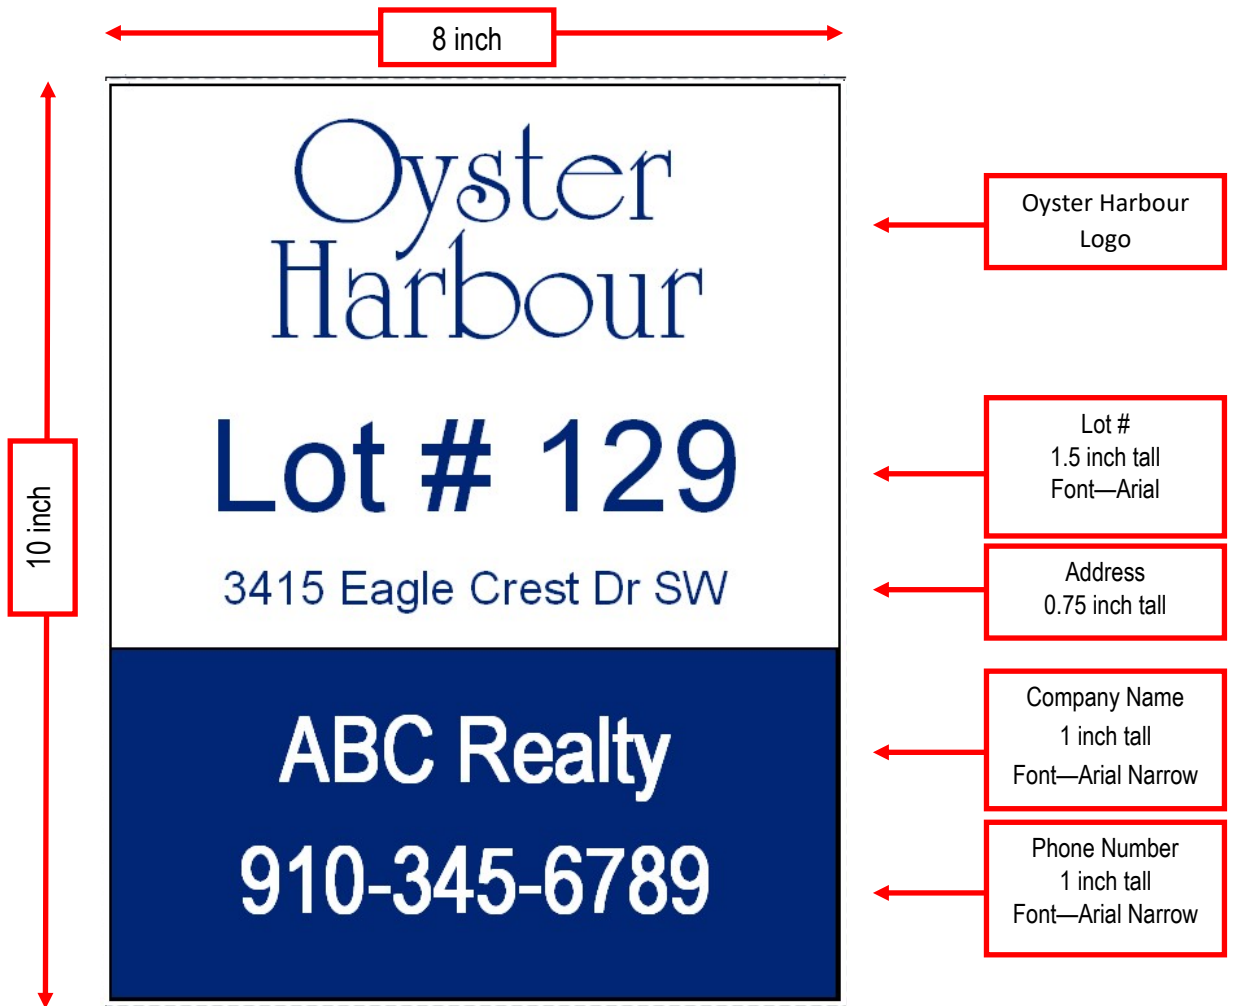 8 inch
10 inch
Oyster
Harbour
Lot # 129
3415 Eagle Crest Dr SW
ABC Realty
910-345-6789
Oyster Harbour
Logo
Lot #
1.5 inch tall
Font—Arial
Address
0.75 inch tall
Company Name
1 inch tall
Font—Arial Narrow
Phone Number
1 inch tall
Font—Arial Narrow